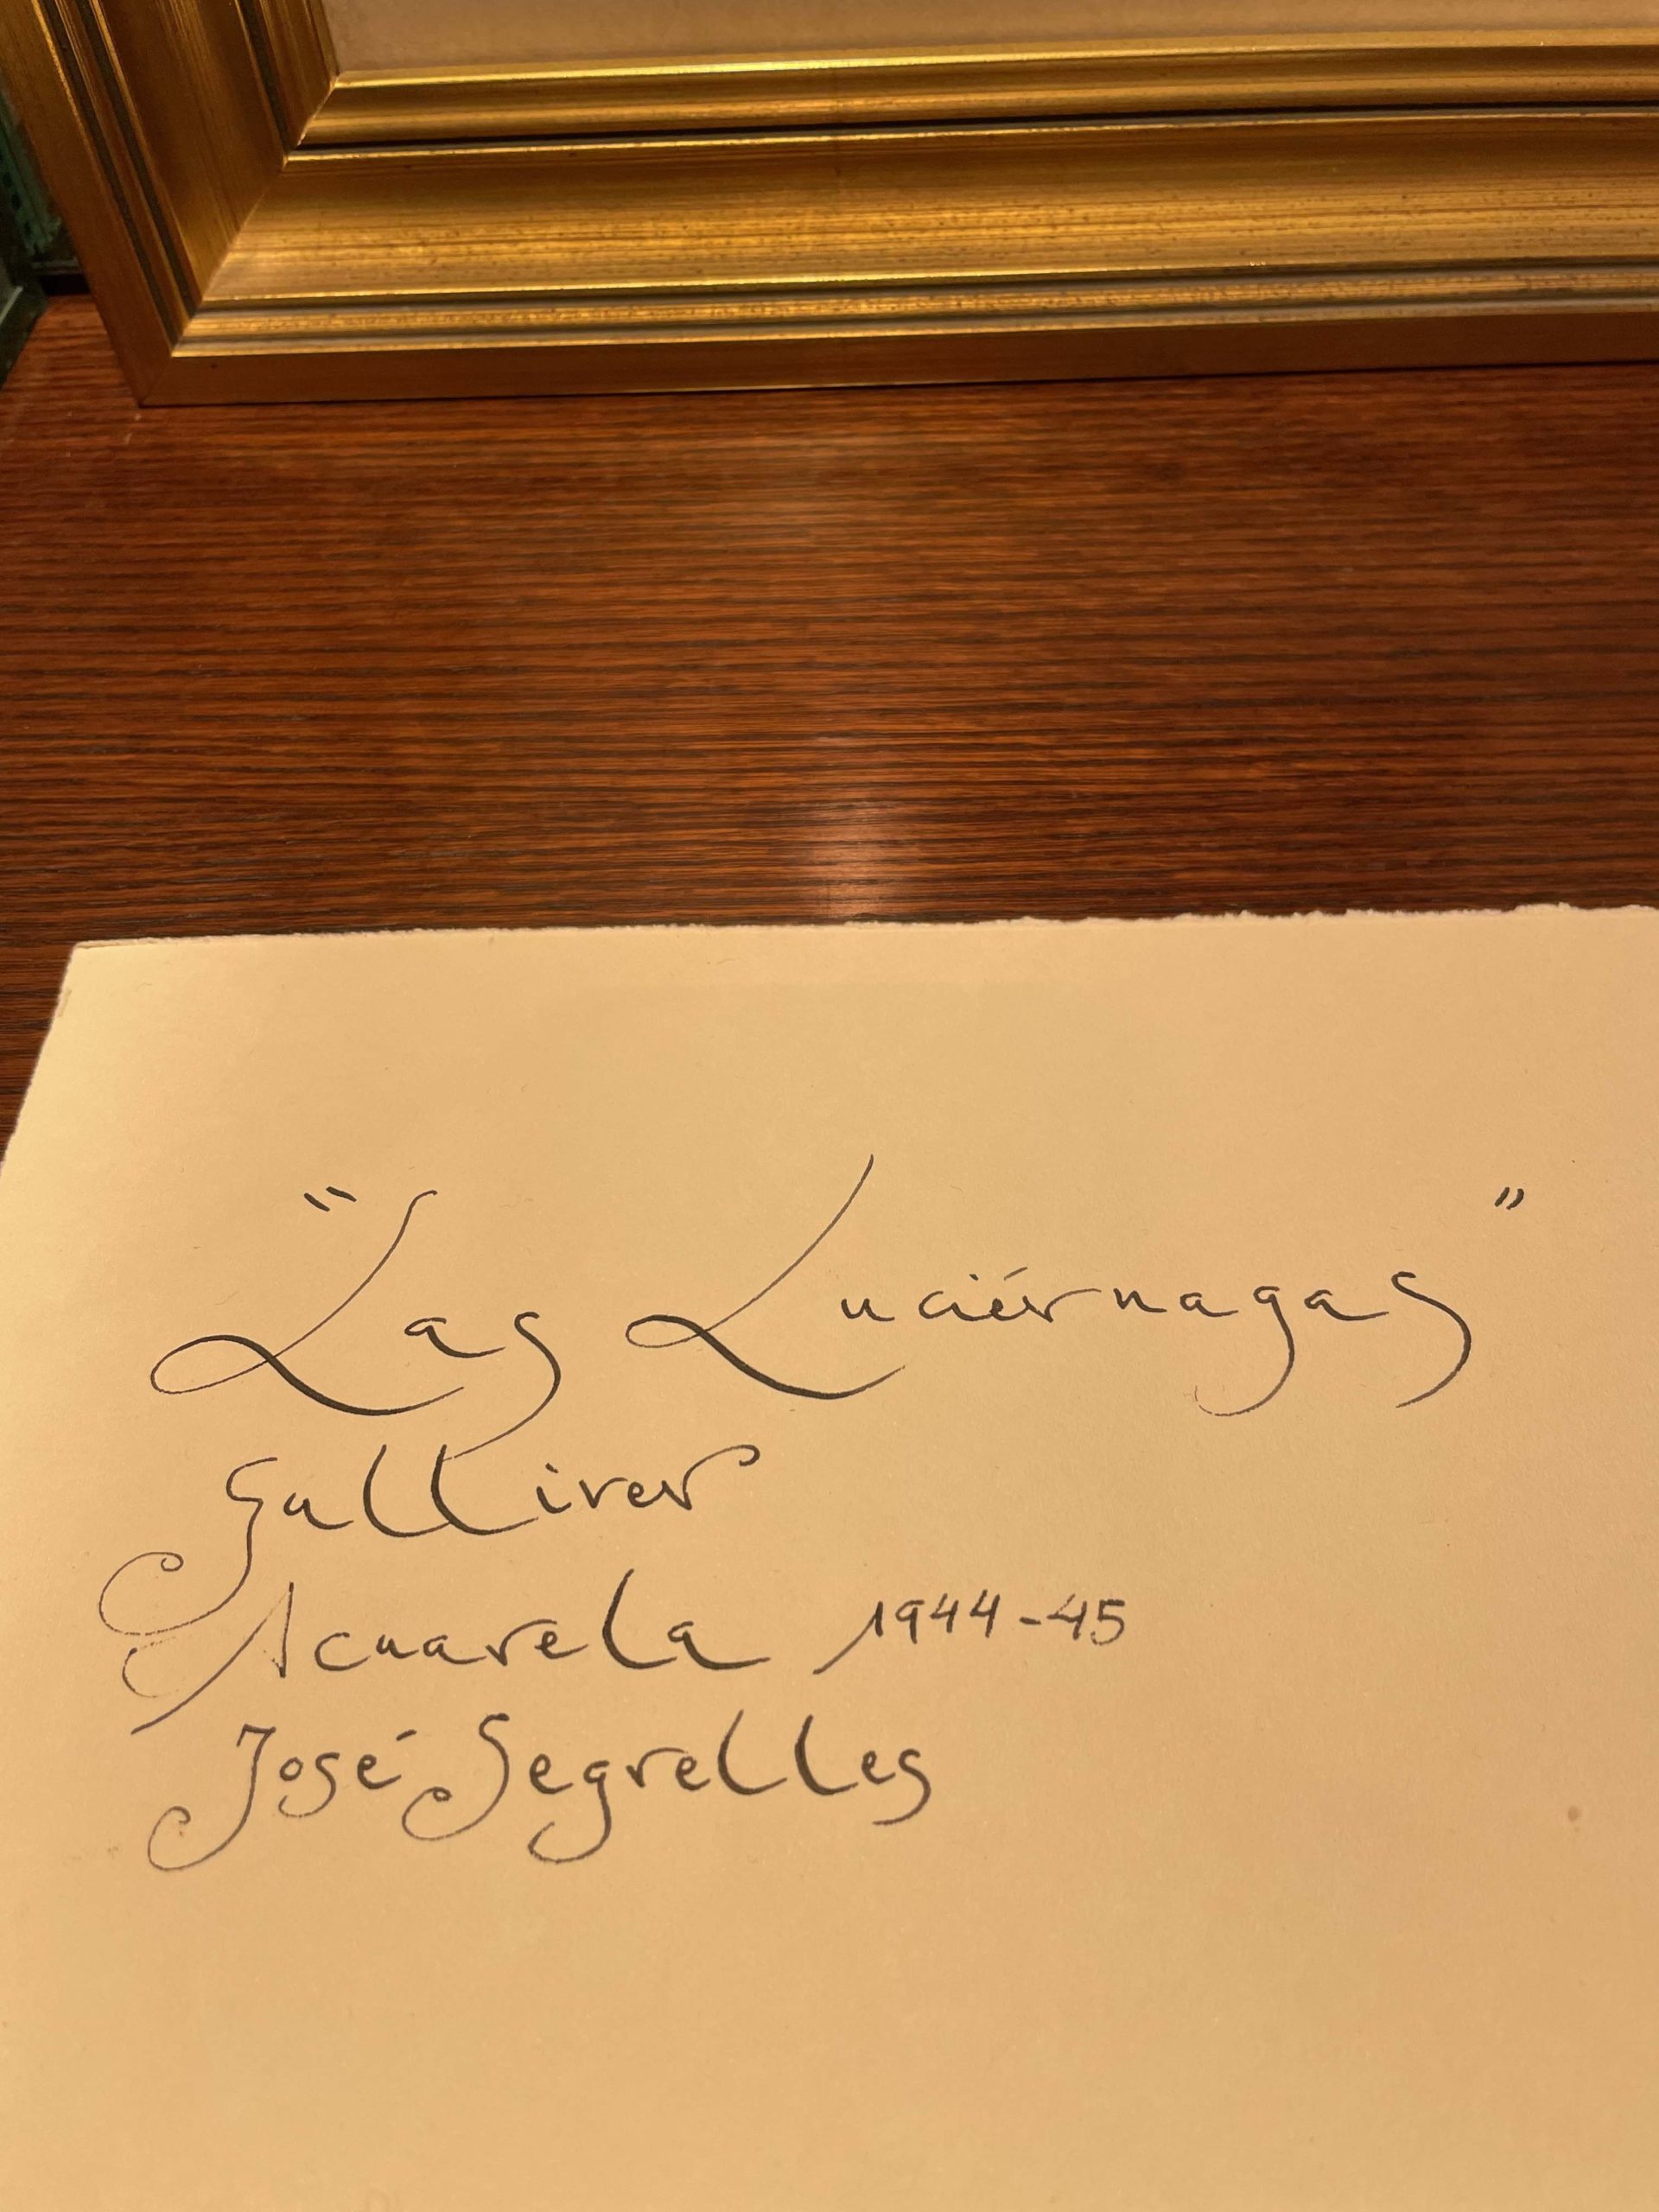 "Las Luciérnagas"
Gulliver
Acuarela 1944-45
José Segrelles